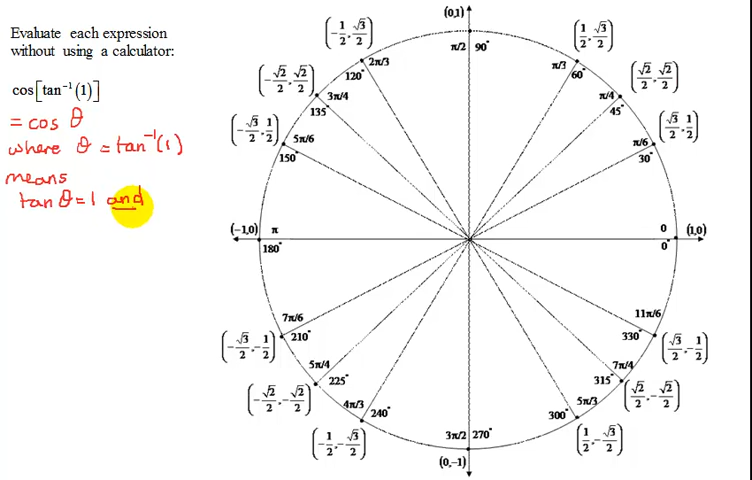 Evaluate each expression
without using a calculator:
cos[tan⁻¹(1)]
= cos θ
where θ = tan⁻¹(1)
means
tan θ = 1 and
(0,1)
π/2 90°
(-1/2, √3/2)
2π/3
120°
(-√2/2, √2/2)
3π/4
135°
(-√3/2, 1/2)
5π/6
150°
(1/2, √3/2)
π/3
60°
(√2/2, √2/2)
π/4
45°
(√3/2, 1/2)
π/6
30°
(-1,0) π
180°
0 (1,0)
0°
7π/6
210°
(-√3/2, -1/2)
5π/4
225°
(-√2/2, -√2/2)
4π/3
240°
(-1/2, -√3/2)
3π/2 270°
(0,-1)
11π/6
330°
(√3/2, -1/2)
7π/4
315°
(√2/2, -√2/2)
5π/3
300°
(1/2, -√3/2)